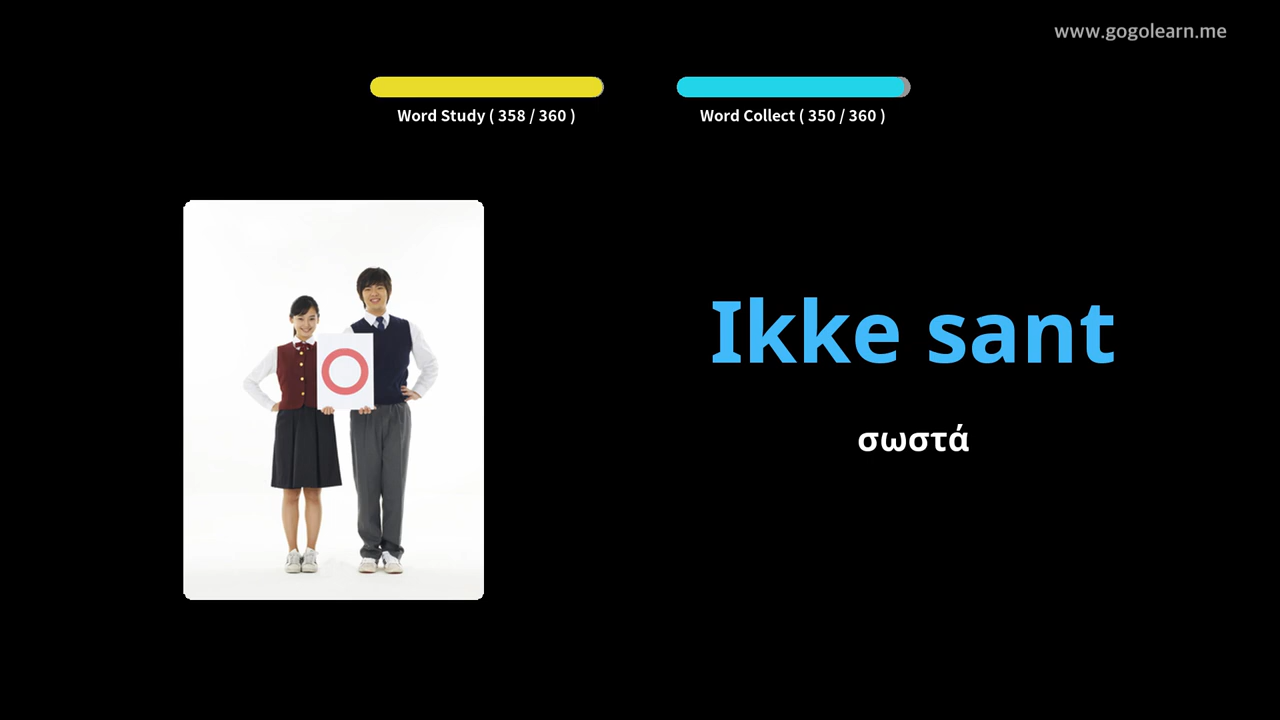 www.gogolearn.me
Word Study ( 358 / 360 )
Word Collect ( 350 / 360 )
Ikke sant
σωστά